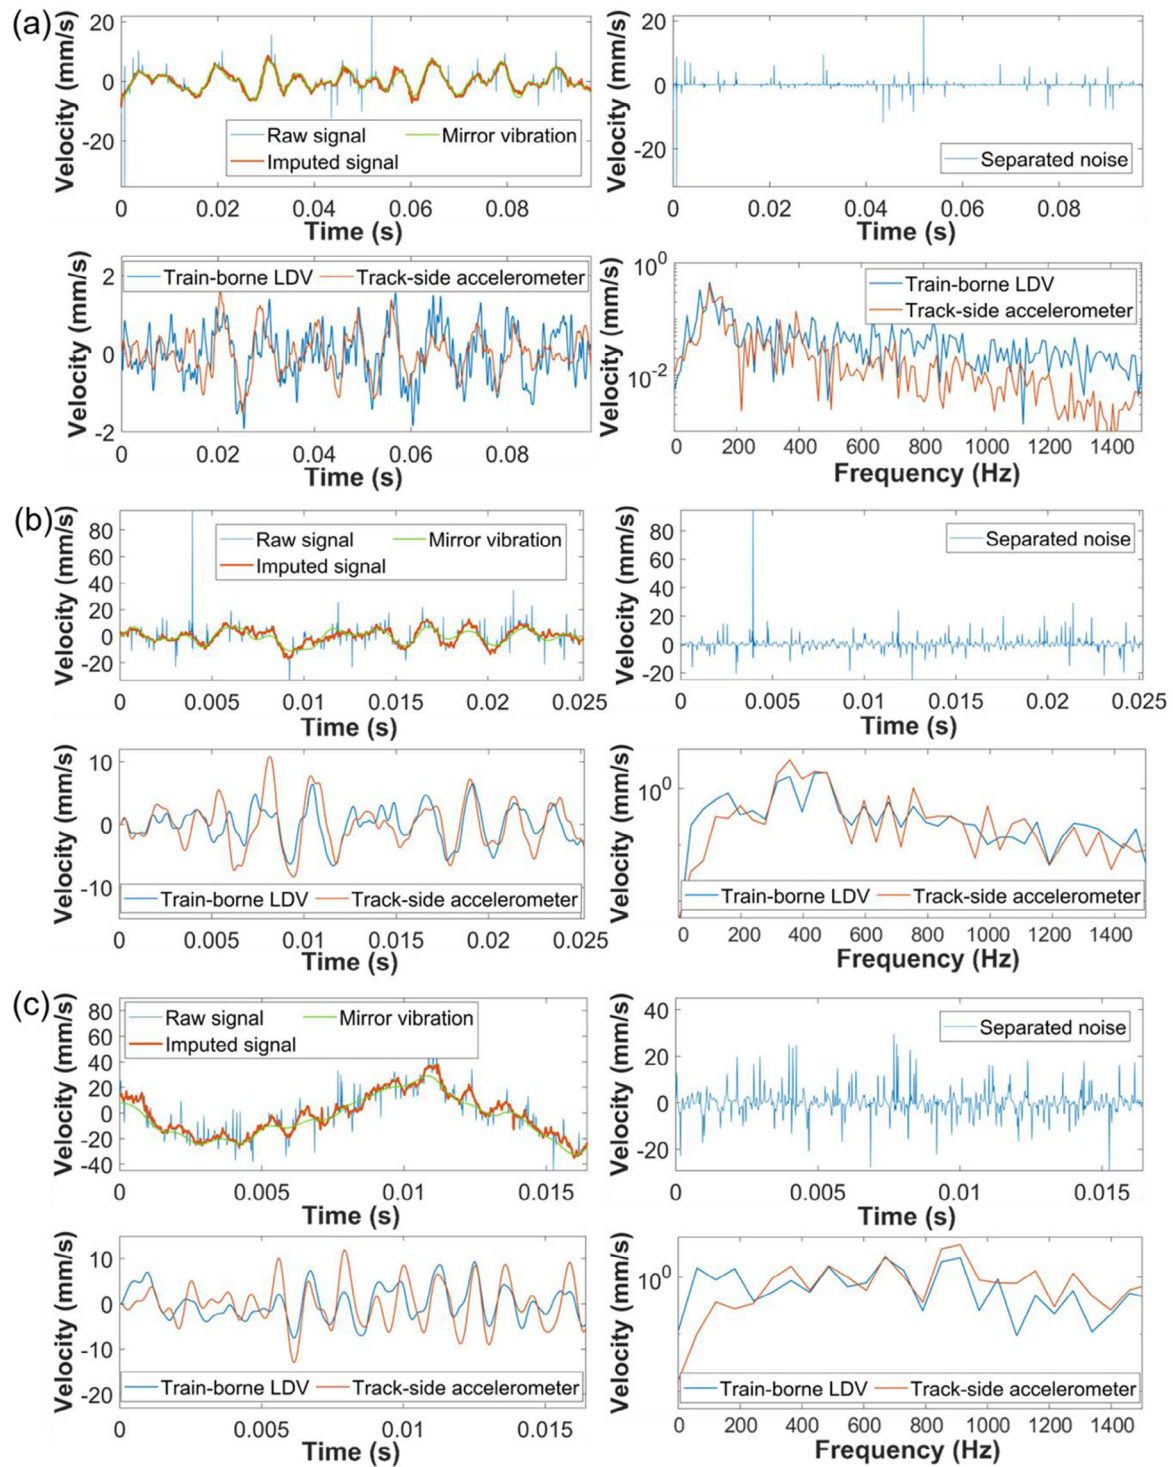 (a)
Velocity (mm/s)
20
0
-20
Raw signal Mirror vibration
Imputed signal
0 0.02 0.04 0.06 0.08
Time (s)
Velocity (mm/s)
20
0
-20
Separated noise
0 0.02 0.04 0.06 0.08
Time (s)
Velocity (mm/s)
2
0
-2
Train-borne LDV Track-side accelerometer
0 0.02 0.04 0.06 0.08
Time (s)
Velocity (mm/s)
10^0
10^-2
Train-borne LDV
Track-side accelerometer
0 200 400 600 800 1000 1200 1400
Frequency (Hz)
(b)
Velocity (mm/s)
80
60
40
20
0
-20
Raw signal Mirror vibration
Imputed signal
0 0.005 0.01 0.015 0.02 0.025
Time (s)
Velocity (mm/s)
80
60
40
20
0
-20
Separated noise
0 0.005 0.01 0.015 0.02 0.025
Time (s)
Velocity (mm/s)
10
0
-10
Train-borne LDV Track-side accelerometer
0 0.005 0.01 0.015 0.02 0.025
Time (s)
Velocity (mm/s)
10^0
Train-borne LDV Track-side accelerometer
0 200 400 600 800 1000 1200 1400
Frequency (Hz)
(c)
Velocity (mm/s)
80
60
40
20
0
-20
-40
Raw signal Mirror vibration
Imputed signal
0 0.005 0.01 0.015
Time (s)
Velocity (mm/s)
40
20
0
-20
Separated noise
0 0.005 0.01 0.015
Time (s)
Velocity (mm/s)
10
0
-10
-20
Train-borne LDV Track-side accelerometer
0 0.005 0.01 0.015
Time (s)
Velocity (mm/s)
10^0
Train-borne LDV Track-side accelerometer
0 200 400 600 800 1000 1200 1400
Frequency (Hz)